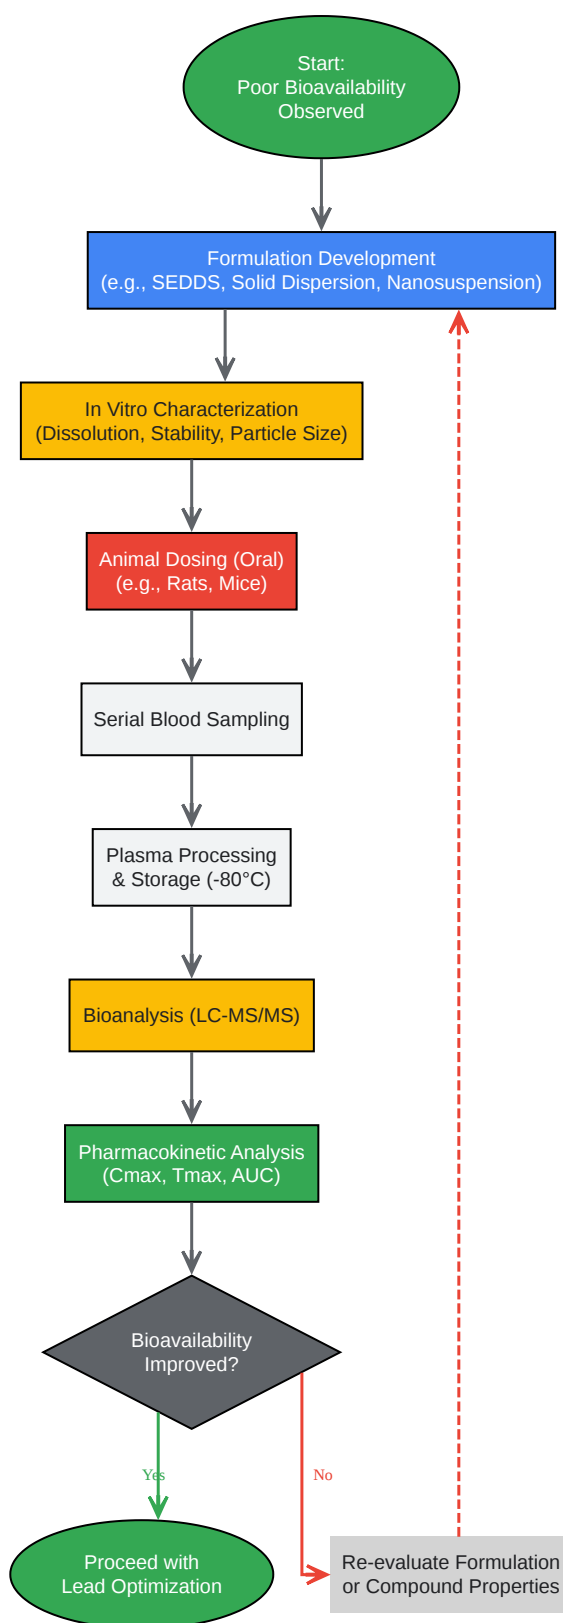 Start:
Poor Bioavailability
Observed
Formulation Development
(e.g., SEDDS, Solid Dispersion, Nanosuspension)
In Vitro Characterization
(Dissolution, Stability, Particle Size)
Animal Dosing (Oral)
(e.g., Rats, Mice)
Serial Blood Sampling
Plasma Processing
& Storage (-80°C)
Bioanalysis (LC-MS/MS)
Pharmacokinetic Analysis
(Cmax, Tmax, AUC)
Bioavailability
Improved?
Yes
No
Proceed with
Lead Optimization
Re-evaluate Formulation
or Compound Properties